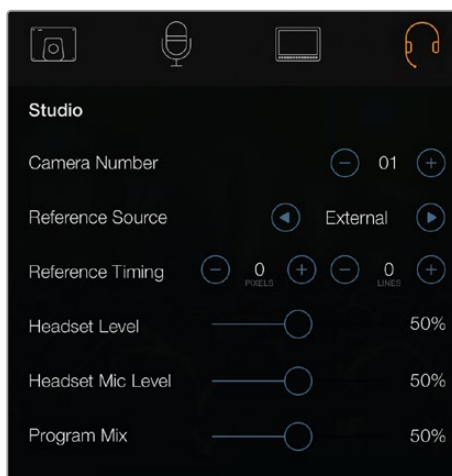 Studio
Camera Number 01
Reference Source External
Reference Timing 0 PIXELS 0 LINES
Headset Level 50%
Headset Mic Level 50%
Program Mix 50%